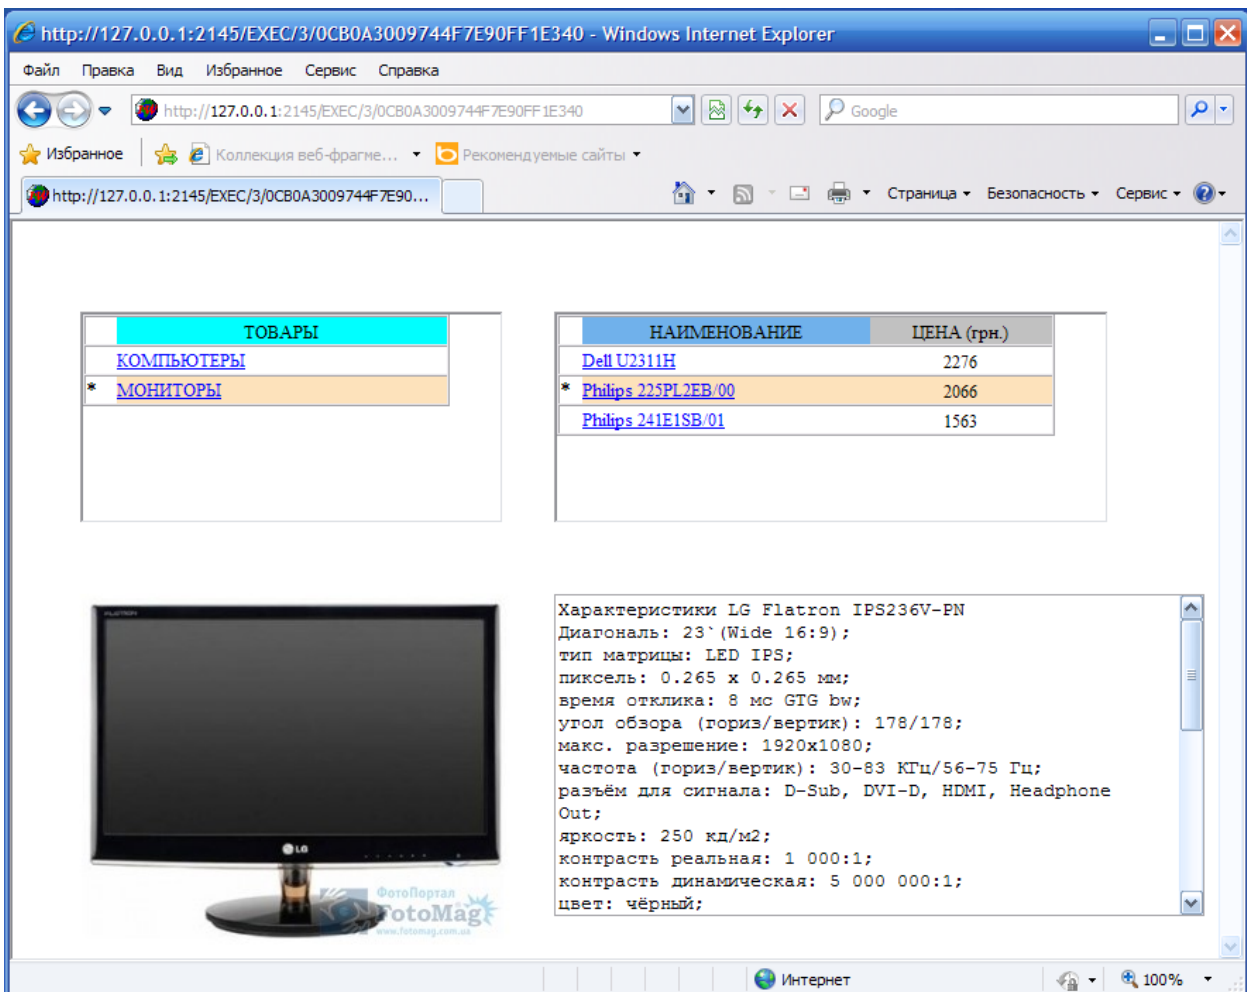 http://127.0.0.1:2145/EXEC/3/0CB0A3009744F7E90FF1E340 - Windows Internet Explorer
Файл Правка Вид Избранное Сервис Справка
http://127.0.0.1:2145/EXEC/3/0CB0A3009744F7E90FF1E340 Google
Избранное Коллекция веб-фрагме... Рекомендуемые сайты
http://127.0.0.1:2145/EXEC/3/0CB0A3009744F7E90... Страница Безопасность Сервис
ТОВАРЫ
КОМПЬЮТЕРЫ
* МОНИТОРЫ
НАИМЕНОВАНИЕ ЦЕНА (грн.)
Dell U2311H 2276
* Philips 225PL2EB/00 2066
Philips 241E1SB/01 1563
FLATRON
LG
ФотоПортал
FotoMag
www.fotomag.com.ua
Характеристики LG Flatron IPS236V-PN
Диагональ: 23`(Wide 16:9);
тип матрицы: LED IPS;
пиксель: 0.265 x 0.265 мм;
время отклика: 8 мс GTG bw;
угол обзора (гориз/вертик): 178/178;
макс. разрешение: 1920x1080;
частота (гориз/вертик): 30-83 КГц/56-75 Гц;
разъём для сигнала: D-Sub, DVI-D, HDMI, Headphone
Out;
яркость: 250 кд/м2;
контрасть реальная: 1 000:1;
контрасть динамическая: 5 000 000:1;
цвет: чёрный;
Интернет 100%